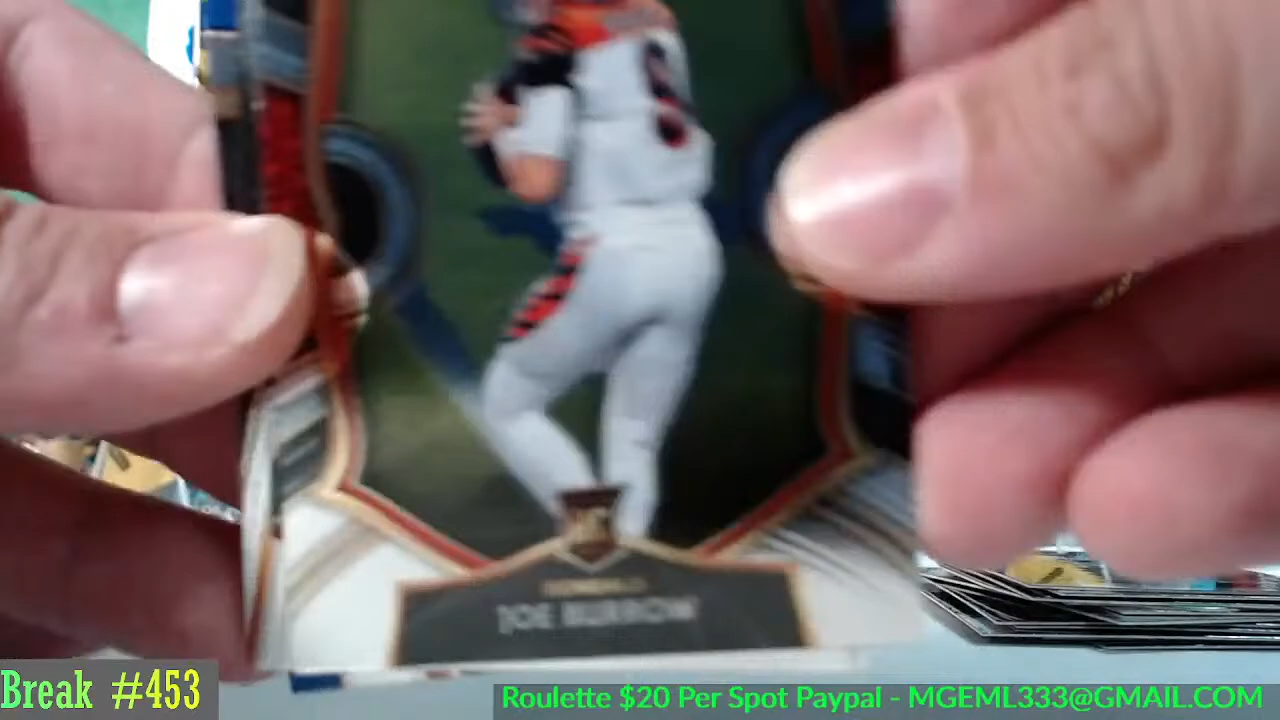 JOE BURROW
Break #453
Roulette $20 Per Spot Paypal - MGEML333@GMAIL.COM